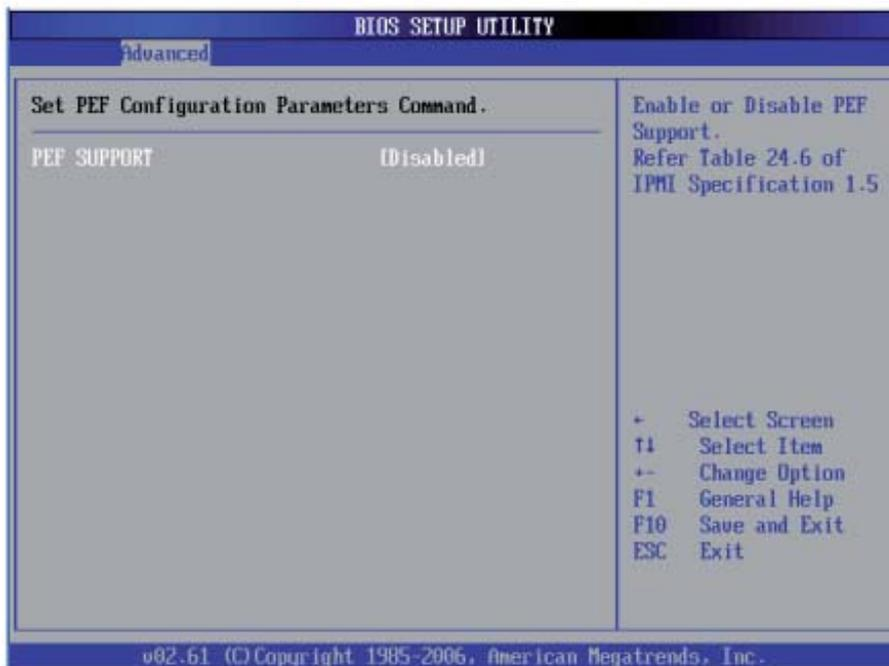 BIOS SETUP UTILITY
Advanced
Set PEF Configuration Parameters Command.
PEF SUPPORT [Disabled]
Enable or Disable PEF
Support.
Refer Table 24.6 of
IPMI Specification 1.5
← Select Screen
↑↓ Select Item
+- Change Option
F1 General Help
F10 Save and Exit
ESC Exit
v02.61 (C)Copyright 1985-2006, American Megatrends, Inc.